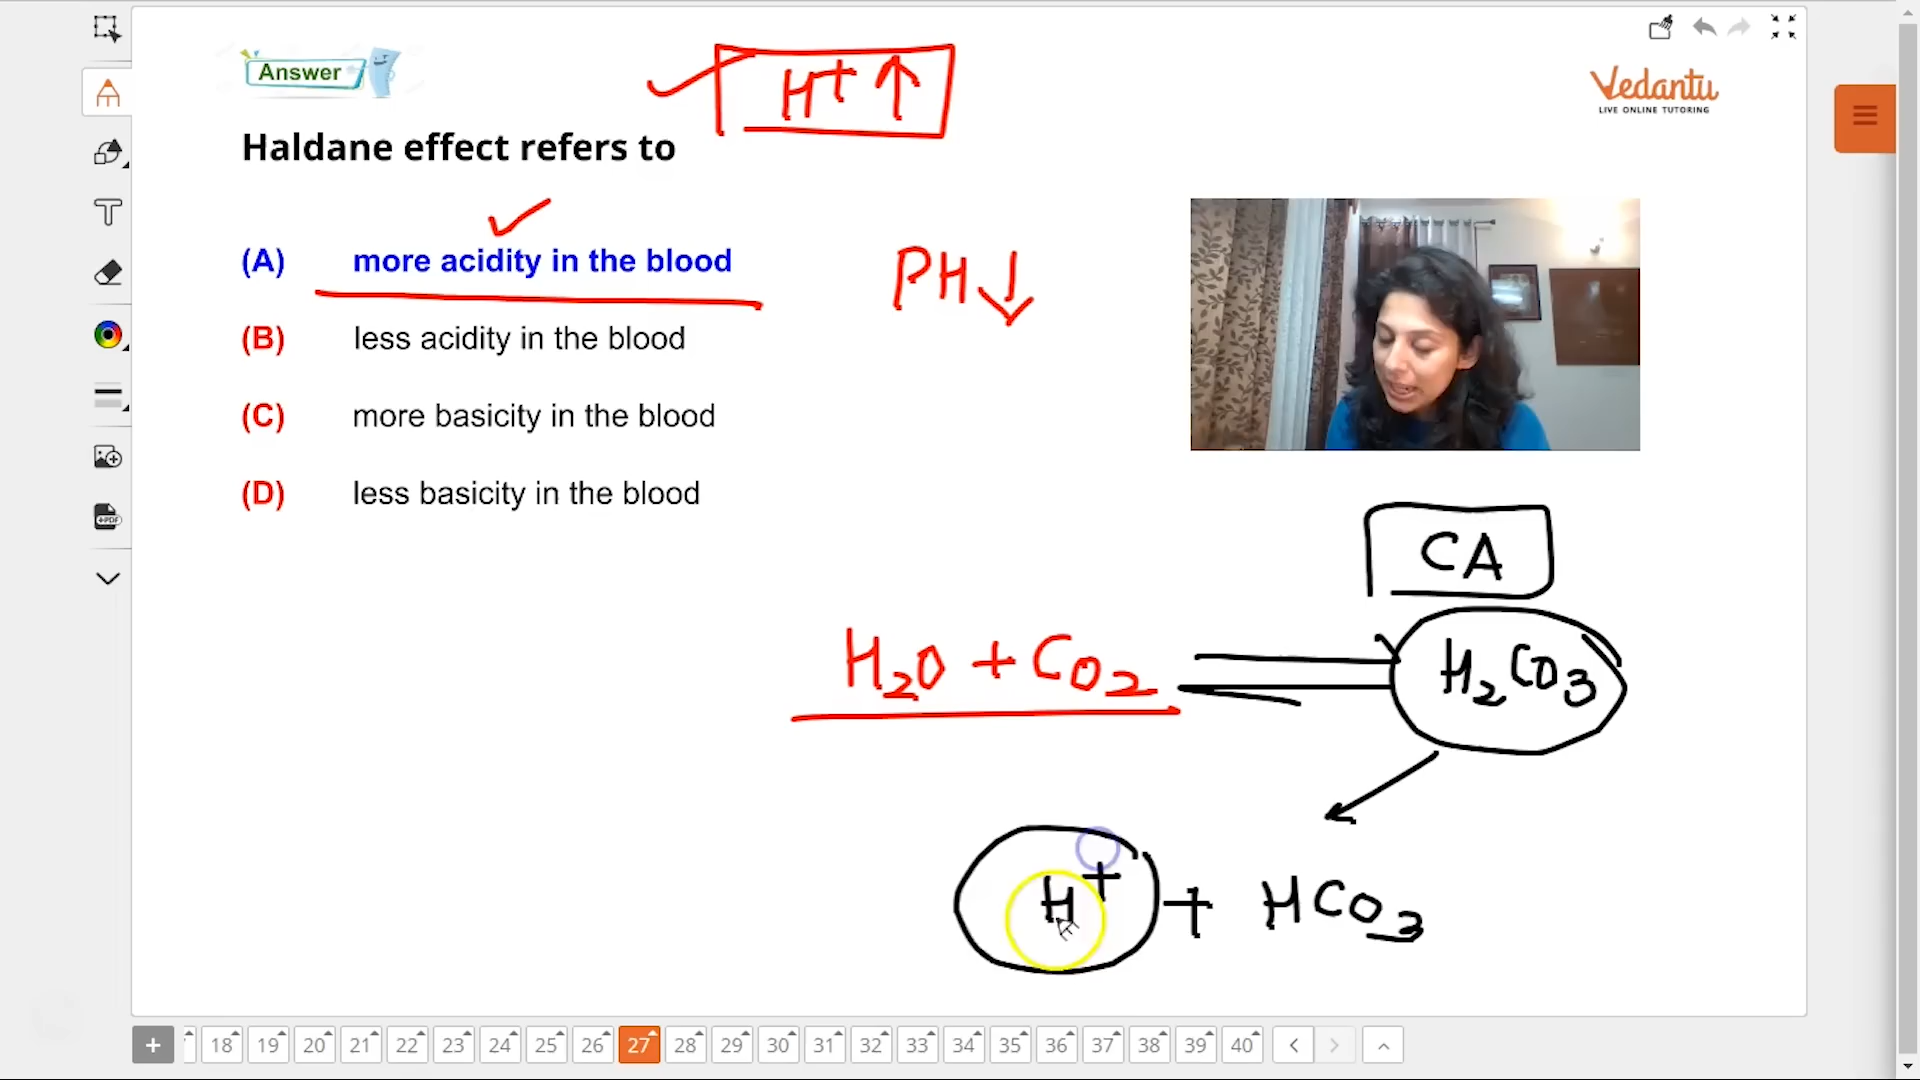 Answer
H+ ↑
Vedantu
LIVE ONLINE TUTORING
Haldane effect refers to
(A) more acidity in the blood
PH ↓
(B) less acidity in the blood
(C) more basicity in the blood
(D) less basicity in the blood
CA
H2O + CO2
H2CO3
H+ + HCO3
T
+PDF
+ 18 19 20 21 22 23 24 25 26 27 28 29 30 31 32 33 34 35 36 37 38 39 40 < > ^